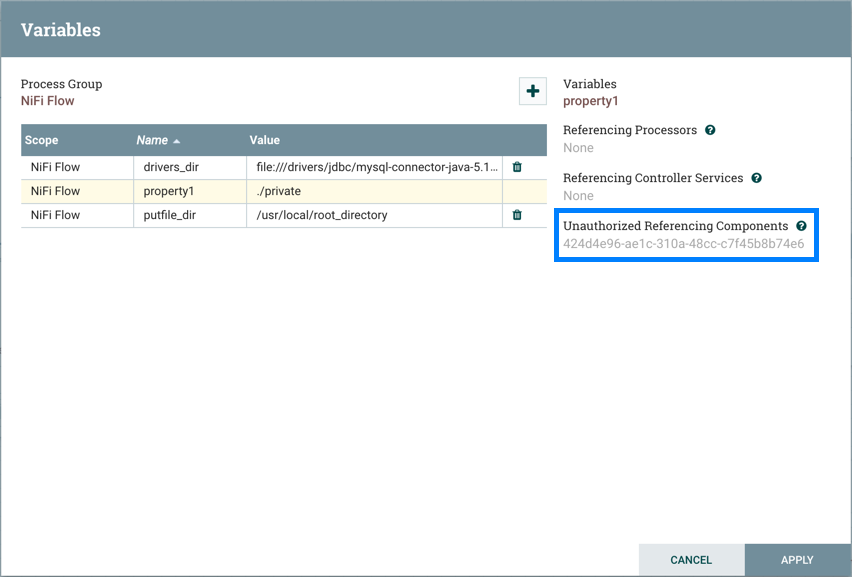 Variables
Process Group
NiFi Flow
Scope Name Value
NiFi Flow drivers_dir file:///drivers/jdbc/mysql-connector-java-5.1...
NiFi Flow property1 ./private
NiFi Flow putfile_dir /usr/local/root_directory
Variables
property1
Referencing Processors ?
None
Referencing Controller Services ?
None
Unauthorized Referencing Components ?
424d4e96-ae1c-310a-48cc-c7f45b8b74e6
CANCEL APPLY